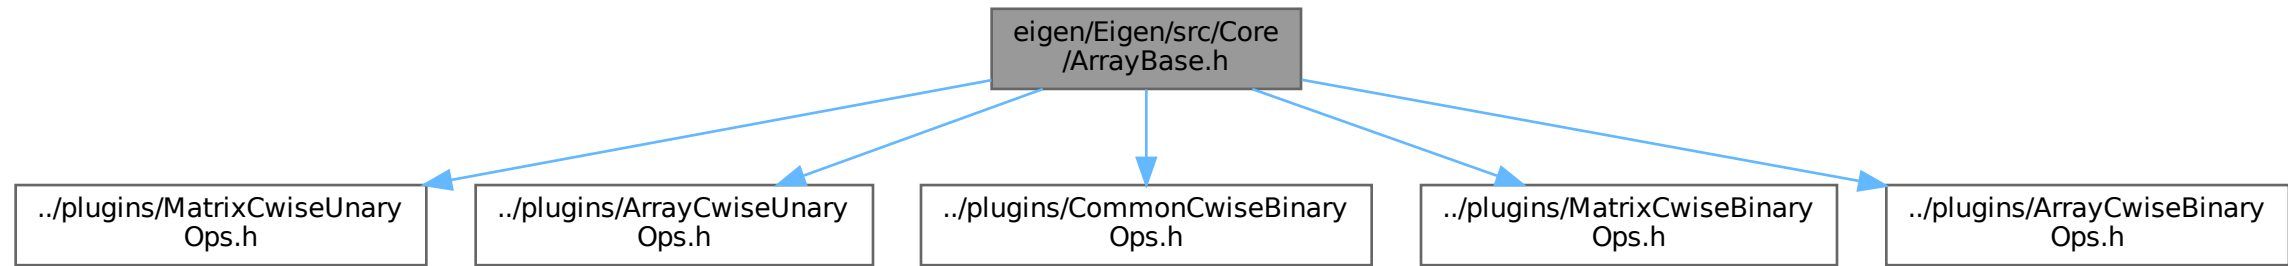 eigen/Eigen/src/Core
/ArrayBase.h
../plugins/MatrixCwiseUnary
Ops.h
../plugins/ArrayCwiseUnary
Ops.h
../plugins/CommonCwiseBinary
Ops.h
../plugins/MatrixCwiseBinary
Ops.h
../plugins/ArrayCwiseBinary
Ops.h